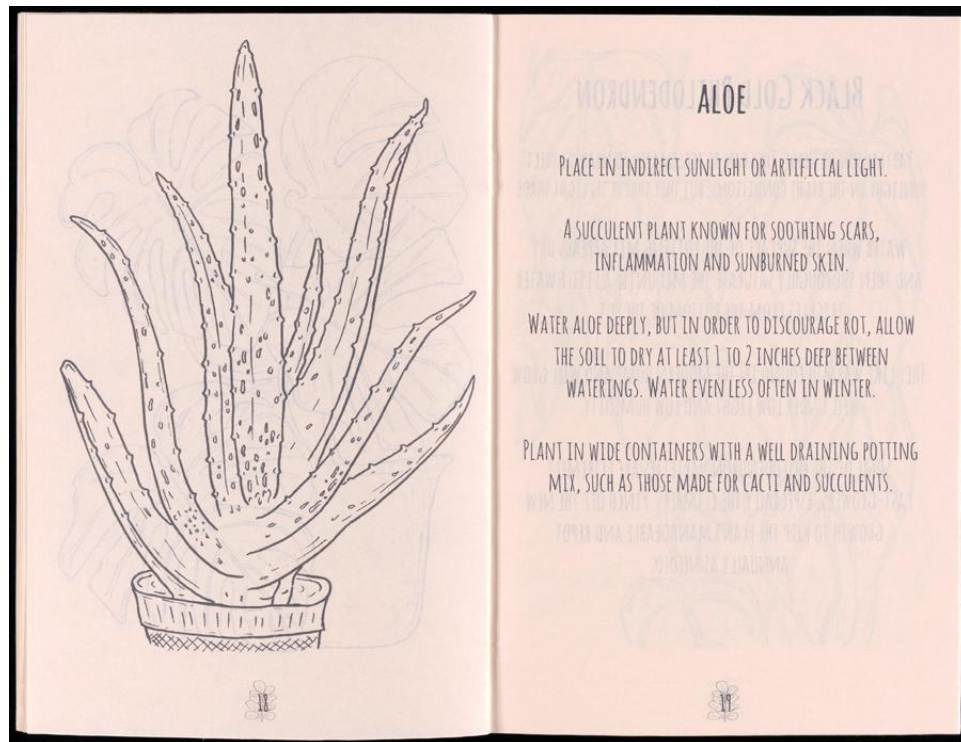 18
ALOE
PLACE IN INDIRECT SUNLIGHT OR ARTIFICIAL LIGHT.
A SUCCULENT PLANT KNOWN FOR SOOTHING SCARS,
INFLAMMATION AND SUNBURNED SKIN.
WATER ALOE DEEPLY, BUT IN ORDER TO DISCOURAGE ROT, ALLOW
THE SOIL TO DRY AT LEAST 1 TO 2 INCHES DEEP BETWEEN
WATERINGS. WATER EVEN LESS OFTEN IN WINTER.
PLANT IN WIDE CONTAINERS WITH A WELL DRAINING POTTING
MIX, SUCH AS THOSE MADE FOR CACTI AND SUCCULENTS.
19